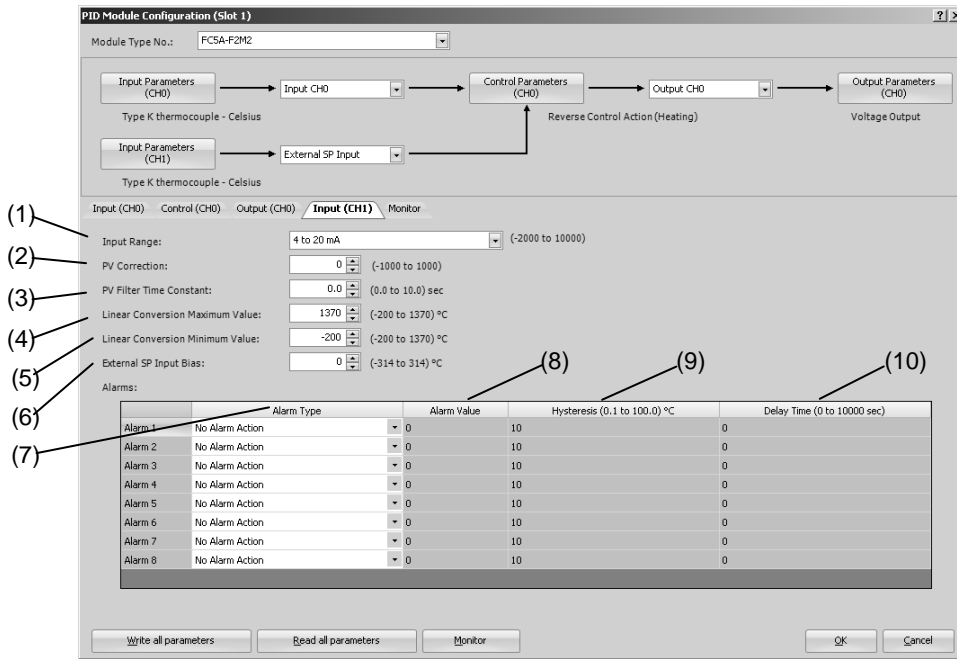 PID Module Configuration (Slot 1)
Module Type No.: FC5A-F2M2
Input Parameters (CH0)
Input CH0
Control Parameters (CH0)
Output CH0
Output Parameters (CH0)
Type K thermocouple - Celsius
Reverse Control Action (Heating)
Voltage Output
Input Parameters (CH1)
External SP Input
Type K thermocouple - Celsius
Input (CH0) Control (CH0) Output (CH0) Input (CH1) Monitor
(1) Input Range: 4 to 20 mA (-2000 to 10000)
(2) PV Correction: 0 (-1000 to 1000)
(3) PV Filter Time Constant: 0.0 (0.0 to 10.0) sec
(4) Linear Conversion Maximum Value: 1370 (-200 to 1370) °C
(5) Linear Conversion Minimum Value: -200 (-200 to 1370) °C
(6) External SP Input Bias: 0 (-314 to 314) °C
(8) (9) (10)
Alarms:
(7) Alarm Type Alarm Value Hysteresis (0.1 to 100.0) °C Delay Time (0 to 10000 sec)
Alarm 1 No Alarm Action 0 10 0
Alarm 2 No Alarm Action 0 10 0
Alarm 3 No Alarm Action 0 10 0
Alarm 4 No Alarm Action 0 10 0
Alarm 5 No Alarm Action 0 10 0
Alarm 6 No Alarm Action 0 10 0
Alarm 7 No Alarm Action 0 10 0
Alarm 8 No Alarm Action 0 10 0
Write all parameters Read all parameters Monitor OK Cancel